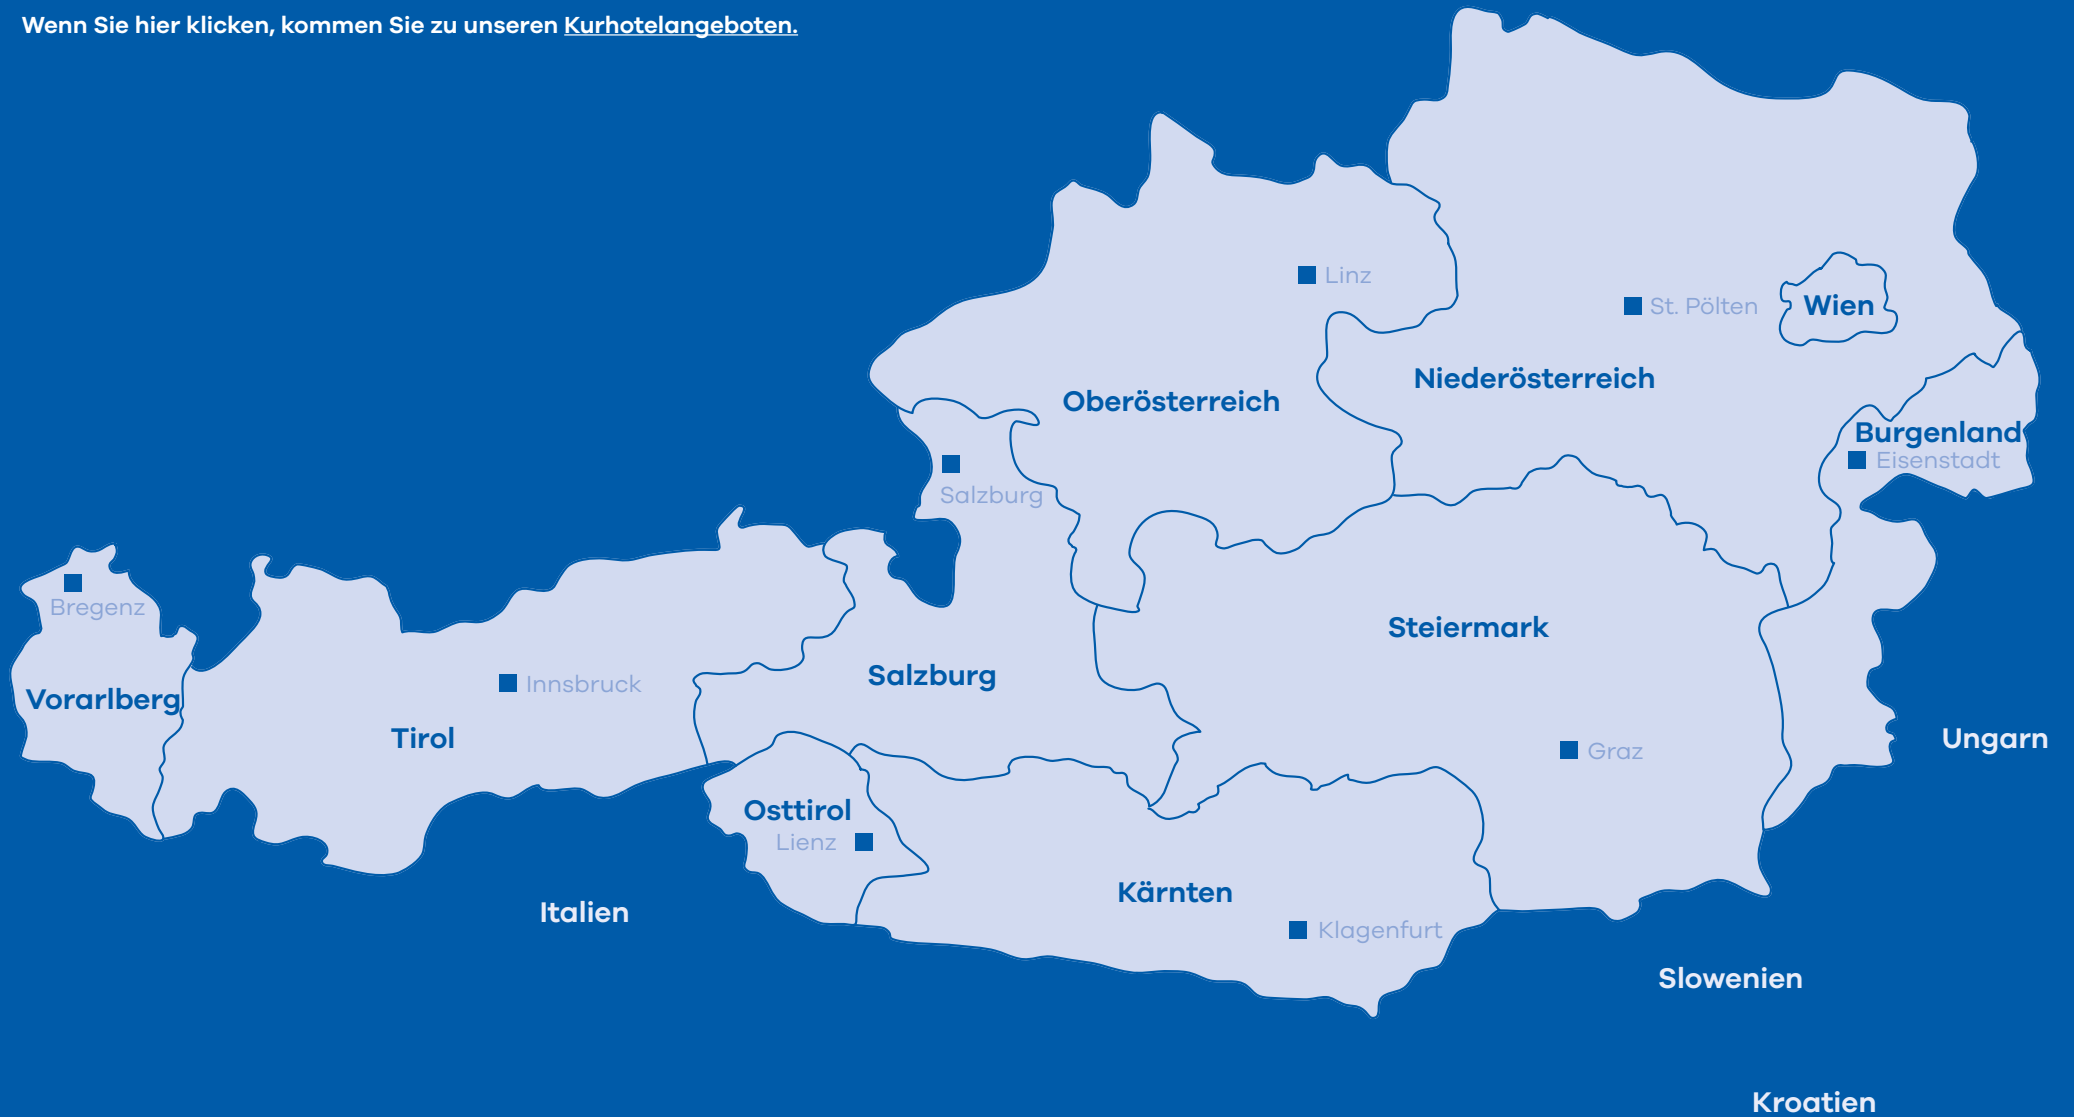 Wenn Sie hier klicken, kommen Sie zu unseren Kurhotelangeboten.
Linz
St. Pölten
Wien
Niederösterreich
Oberösterreich
Burgenland
Eisenstadt
Salzburg
Bregenz
Steiermark
Salzburg
Innsbruck
Vorarlberg
Tirol
Ungarn
Graz
Osttirol
Lienz
Kärnten
Italien
Klagenfurt
Slowenien
Kroatien